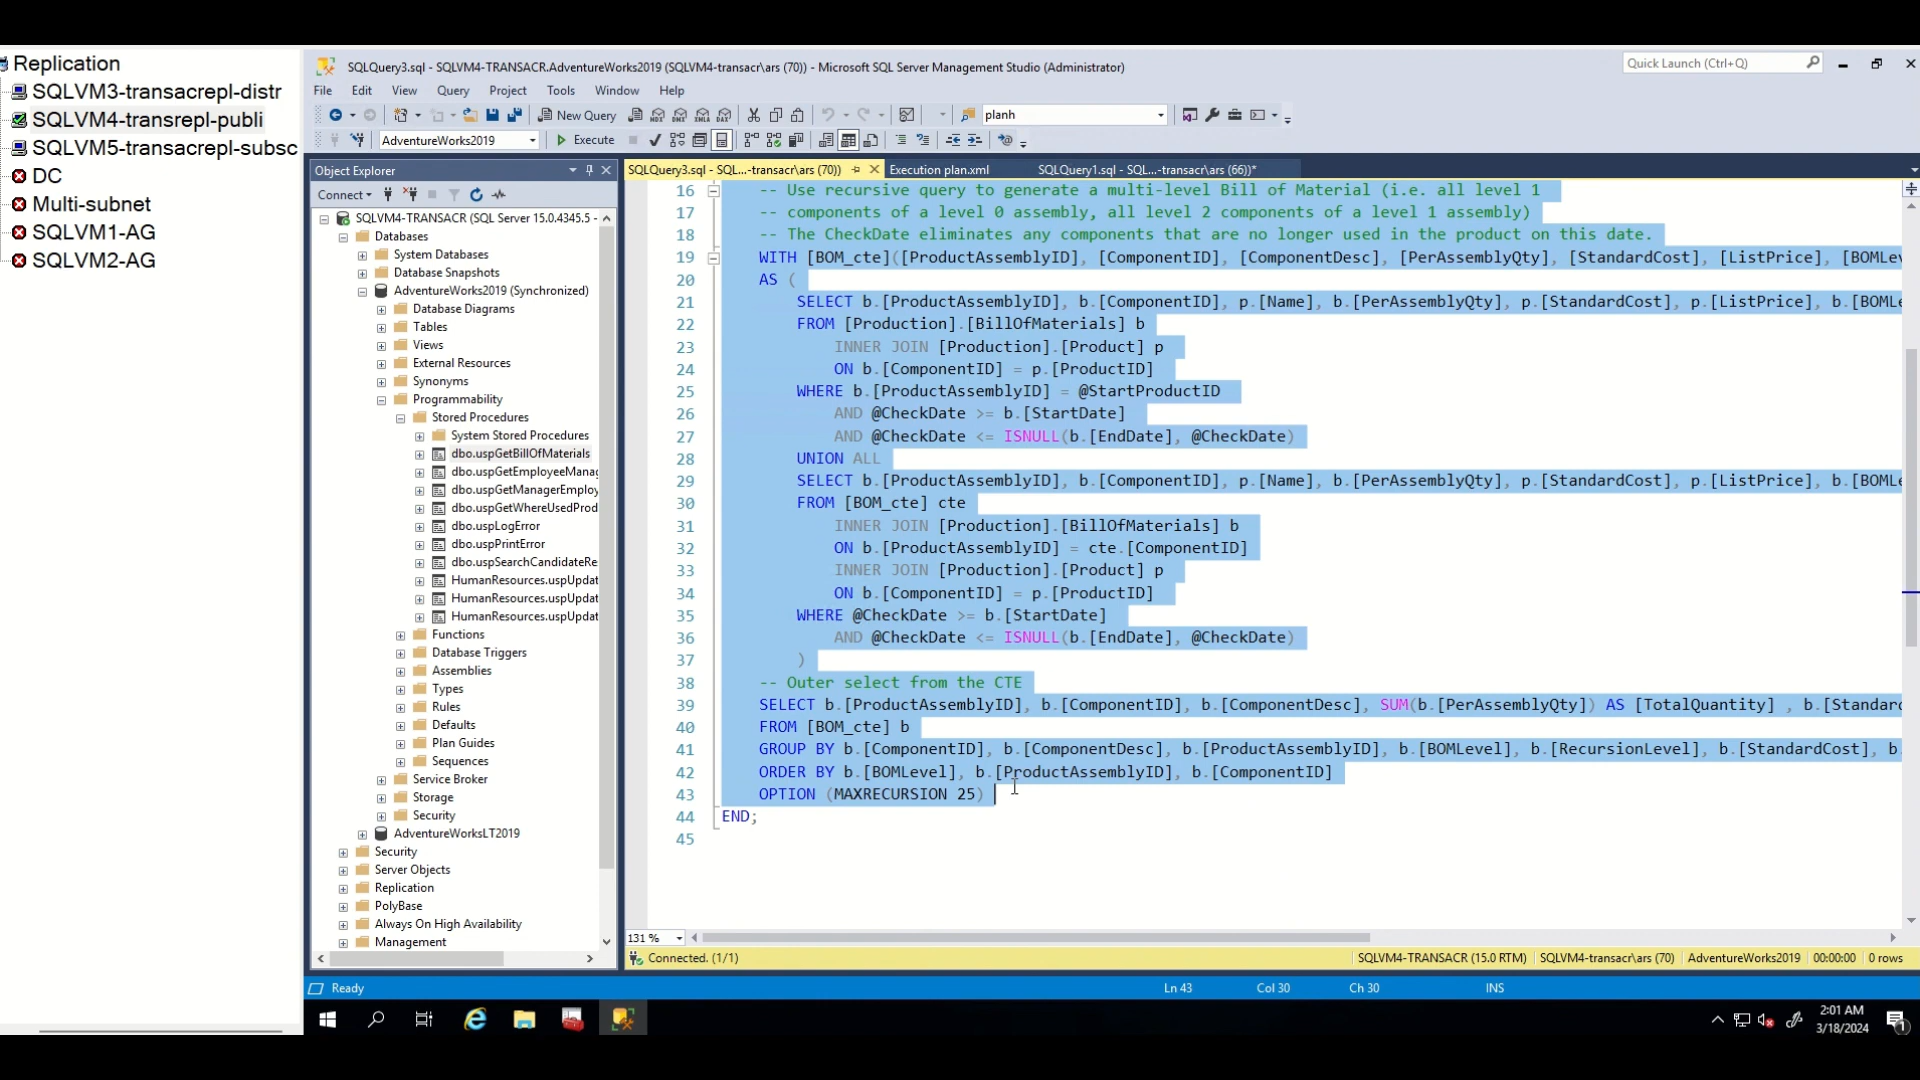 Replication
SQLVM3-transacrepl-distr
SQLVM4-transrepl-publi
SQLVM5-transacrepl-subsc
DC
Multi-subnet
SQLVM1-AG
SQLVM2-AG
SQLQuery3.sql - SQLVM4-TRANSACR.AdventureWorks2019 (SQLVM4-transacr\ars (70)) - Microsoft SQL Server Management Studio (Administrator)
Quick Launch (Ctrl+Q)
File Edit View Query Project Tools Window Help
New Query
planh
AdventureWorks2019
Execute
Object Explorer
Connect
SQLVM4-TRANSACR (SQL Server 15.0.4345.5 -
Databases
System Databases
Database Snapshots
AdventureWorks2019 (Synchronized)
Database Diagrams
Tables
Views
External Resources
Synonyms
Programmability
Stored Procedures
System Stored Procedures
dbo.uspGetBillOfMaterials
dbo.uspGetEmployeeManag
dbo.uspGetManagerEmploy
dbo.uspGetWhereUsedProd
dbo.uspLogError
dbo.uspPrintError
dbo.uspSearchCandidateRe
HumanResources.uspUpdat
HumanResources.uspUpdat
HumanResources.uspUpdat
Functions
Database Triggers
Assemblies
Types
Rules
Defaults
Plan Guides
Sequences
Service Broker
Storage
Security
AdventureWorksLT2019
Security
Server Objects
Replication
PolyBase
Always On High Availability
Management
SQLQuery3.sql - SQL...-transacr\ars (70)) Execution plan.xml SQLQuery1.sql - SQL...-transacr\ars (66))*
16 -- Use recursive query to generate a multi-level Bill of Material (i.e. all level 1
17 -- components of a level 0 assembly, all level 2 components of a level 1 assembly)
18 -- The CheckDate eliminates any components that are no longer used in the product on this date.
19 WITH [BOM_cte]([ProductAssemblyID], [ComponentID], [ComponentDesc], [PerAssemblyQty], [StandardCost], [ListPrice], [BOMLev
20 AS (
21 SELECT b.[ProductAssemblyID], b.[ComponentID], p.[Name], b.[PerAssemblyQty], p.[StandardCost], p.[ListPrice], b.[BOMLe
22 FROM [Production].[BillOfMaterials] b
23 INNER JOIN [Production].[Product] p
24 ON b.[ComponentID] = p.[ProductID]
25 WHERE b.[ProductAssemblyID] = @StartProductID
26 AND @CheckDate >= b.[StartDate]
27 AND @CheckDate <= ISNULL(b.[EndDate], @CheckDate)
28 UNION ALL
29 SELECT b.[ProductAssemblyID], b.[ComponentID], p.[Name], b.[PerAssemblyQty], p.[StandardCost], p.[ListPrice], b.[BOMLe
30 FROM [BOM_cte] cte
31 INNER JOIN [Production].[BillOfMaterials] b
32 ON b.[ProductAssemblyID] = cte.[ComponentID]
33 INNER JOIN [Production].[Product] p
34 ON b.[ComponentID] = p.[ProductID]
35 WHERE @CheckDate >= b.[StartDate]
36 AND @CheckDate <= ISNULL(b.[EndDate], @CheckDate)
37 )
38 -- Outer select from the CTE
39 SELECT b.[ProductAssemblyID], b.[ComponentID], b.[ComponentDesc], SUM(b.[PerAssemblyQty]) AS [TotalQuantity] , b.[Standar
40 FROM [BOM_cte] b
41 GROUP BY b.[ComponentID], b.[ComponentDesc], b.[ProductAssemblyID], b.[BOMLevel], b.[RecursionLevel], b.[StandardCost], b.
42 ORDER BY b.[BOMLevel], b.[ProductAssemblyID], b.[ComponentID]
43 OPTION (MAXRECURSION 25)
44 END;
45
131 %
Connected. (1/1)
SQLVM4-TRANSACR (15.0 RTM) SQLVM4-transacr\ars (70) AdventureWorks2019 00:00:00 0 rows
Ready
Ln 43 Col 30 Ch 30 INS
2:01 AM
3/18/2024
1